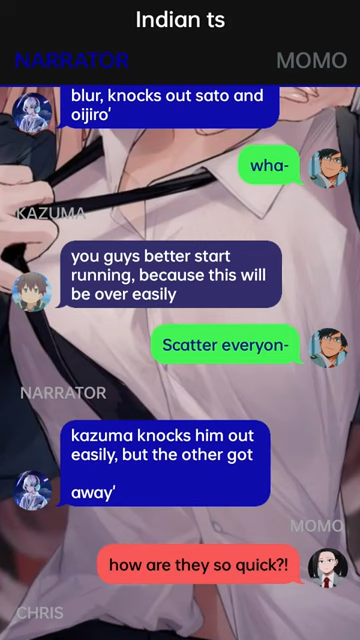 Indian ts
NARRATOR MOMO
blur, knocks out sato and
oijiro'
wha-
KAZUMA
you guys better start
running, because this will
be over easily
Scatter everyon-
NARRATOR
kazuma knocks him out
easily, but the other got
away'
MOMO
how are they so quick?!
CHRIS